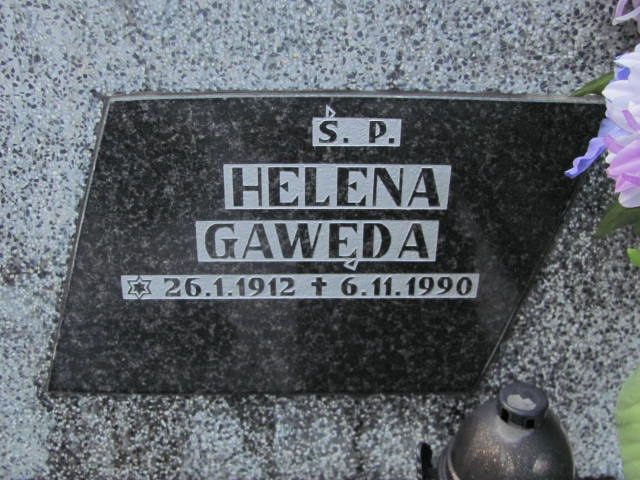 Ś. P.
HELENA
GAWĘDA
✡ 26.1.1912 ✝ 6.11.1990